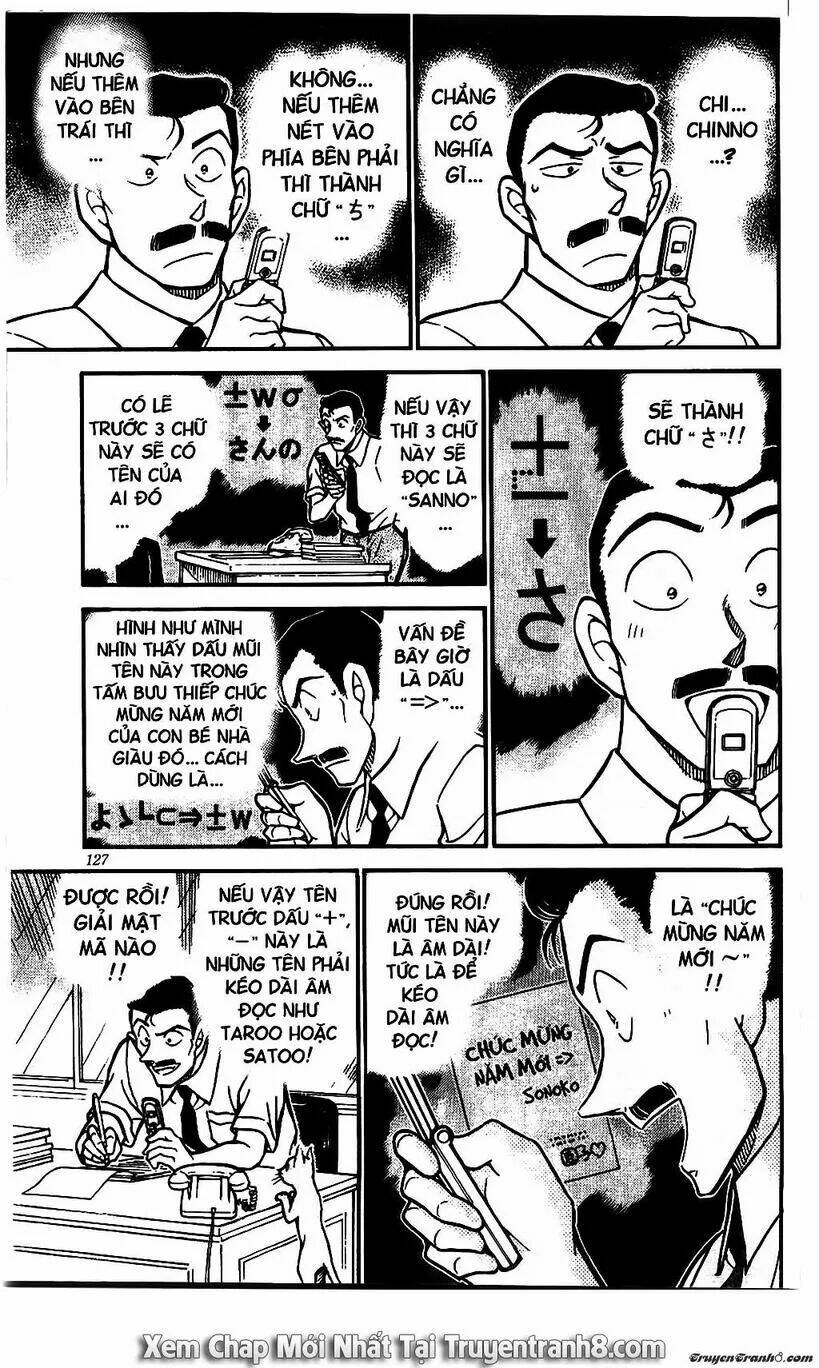 CHI...
CHINNO
...?
CHẲNG
CÓ
NGHĨA
GÌ...
KHÔNG...
NẾU THÊM
NÉT VÀO
PHÍA BÊN PHẢI
THÌ THÀNH
CHỮ "ち"
...
NHƯNG
NẾU THÊM
VÀO BÊN
TRÁI THÌ
...
SẼ THÀNH
CHỮ "さ"!!
さ
NẾU VẬY
THÌ 3 CHỮ
NÀY SẼ
ĐỌC LÀ
"SANNO"
...
±Wσ
さんの
CÓ LẼ
TRƯỚC 3 CHỮ
NÀY SẼ CÓ
TÊN CỦA
AI ĐÓ
...
VẤN ĐỀ
BÂY GIỜ
LÀ DẤU
"=>"...
HÌNH NHƯ MÌNH
NHÌN THẤY DẤU MŨI
TÊN NÀY TRONG
TẤM BƯU THIẾP CHÚC
MỪNG NĂM MỚI
CỦA CON BÉ NHÀ
GIÀU ĐÓ... CÁCH
DÙNG LÀ...
よゝ┗⊂⇒±W
127
LÀ "CHÚC
MỪNG NĂM
MỚI ~"
!!
ĐÚNG RỒI!
MŨI TÊN NÀY
LÀ ÂM DÀI!
TỨC LÀ ĐỂ
KÉO
DÀI ÂM
ĐỌC!
CHÚC MỪNG
NĂM MỚI =>
SONOKO
NẾU VẬY TÊN
TRƯỚC DẤU "+",
"-" NÀY LÀ
NHỮNG TÊN PHẢI
KÉO DÀI ÂM
ĐỌC NHƯ
TAROO HOẶC
SATOO!
ĐƯỢC RỒI!
GIẢI MẬT
MÃ NÀO
!!
Xem Chap Mới Nhất Tại Truyentranh8.com
TruyenTranh8.com